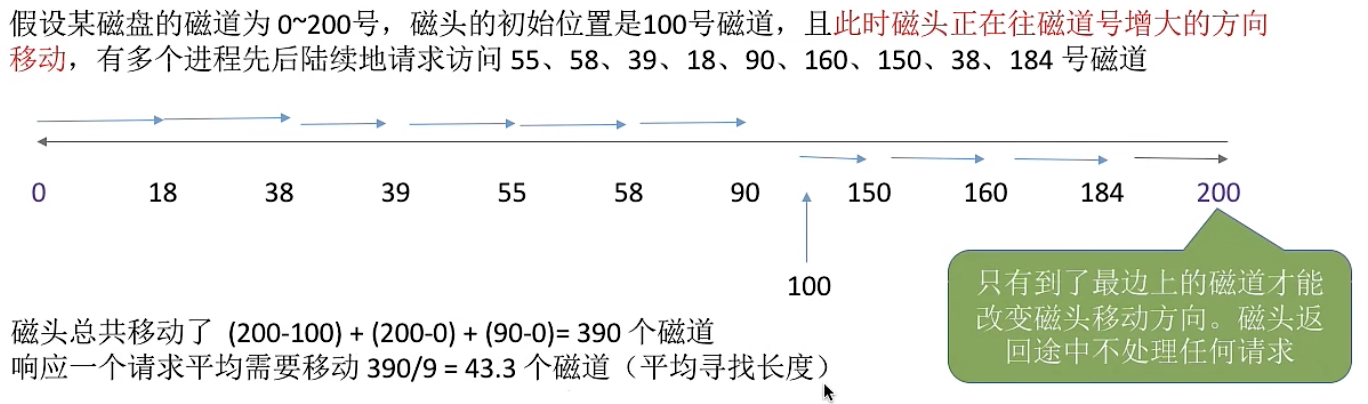 假设某磁盘的磁道为 0~200号，磁头的初始位置是100号磁道，且此时磁头正在往磁道号增大的方向
移动，有多个进程先后陆续地请求访问 55、58、39、18、90、160、150、38、184 号磁道
0 18 38 39 55 58 90 150 160 184 200
100
只有到了最边上的磁道才能
改变磁头移动方向。磁头返
回途中不处理任何请求
磁头总共移动了 (200-100) + (200-0) + (90-0)= 390 个磁道
响应一个请求平均需要移动 390/9 = 43.3 个磁道（平均寻找长度）